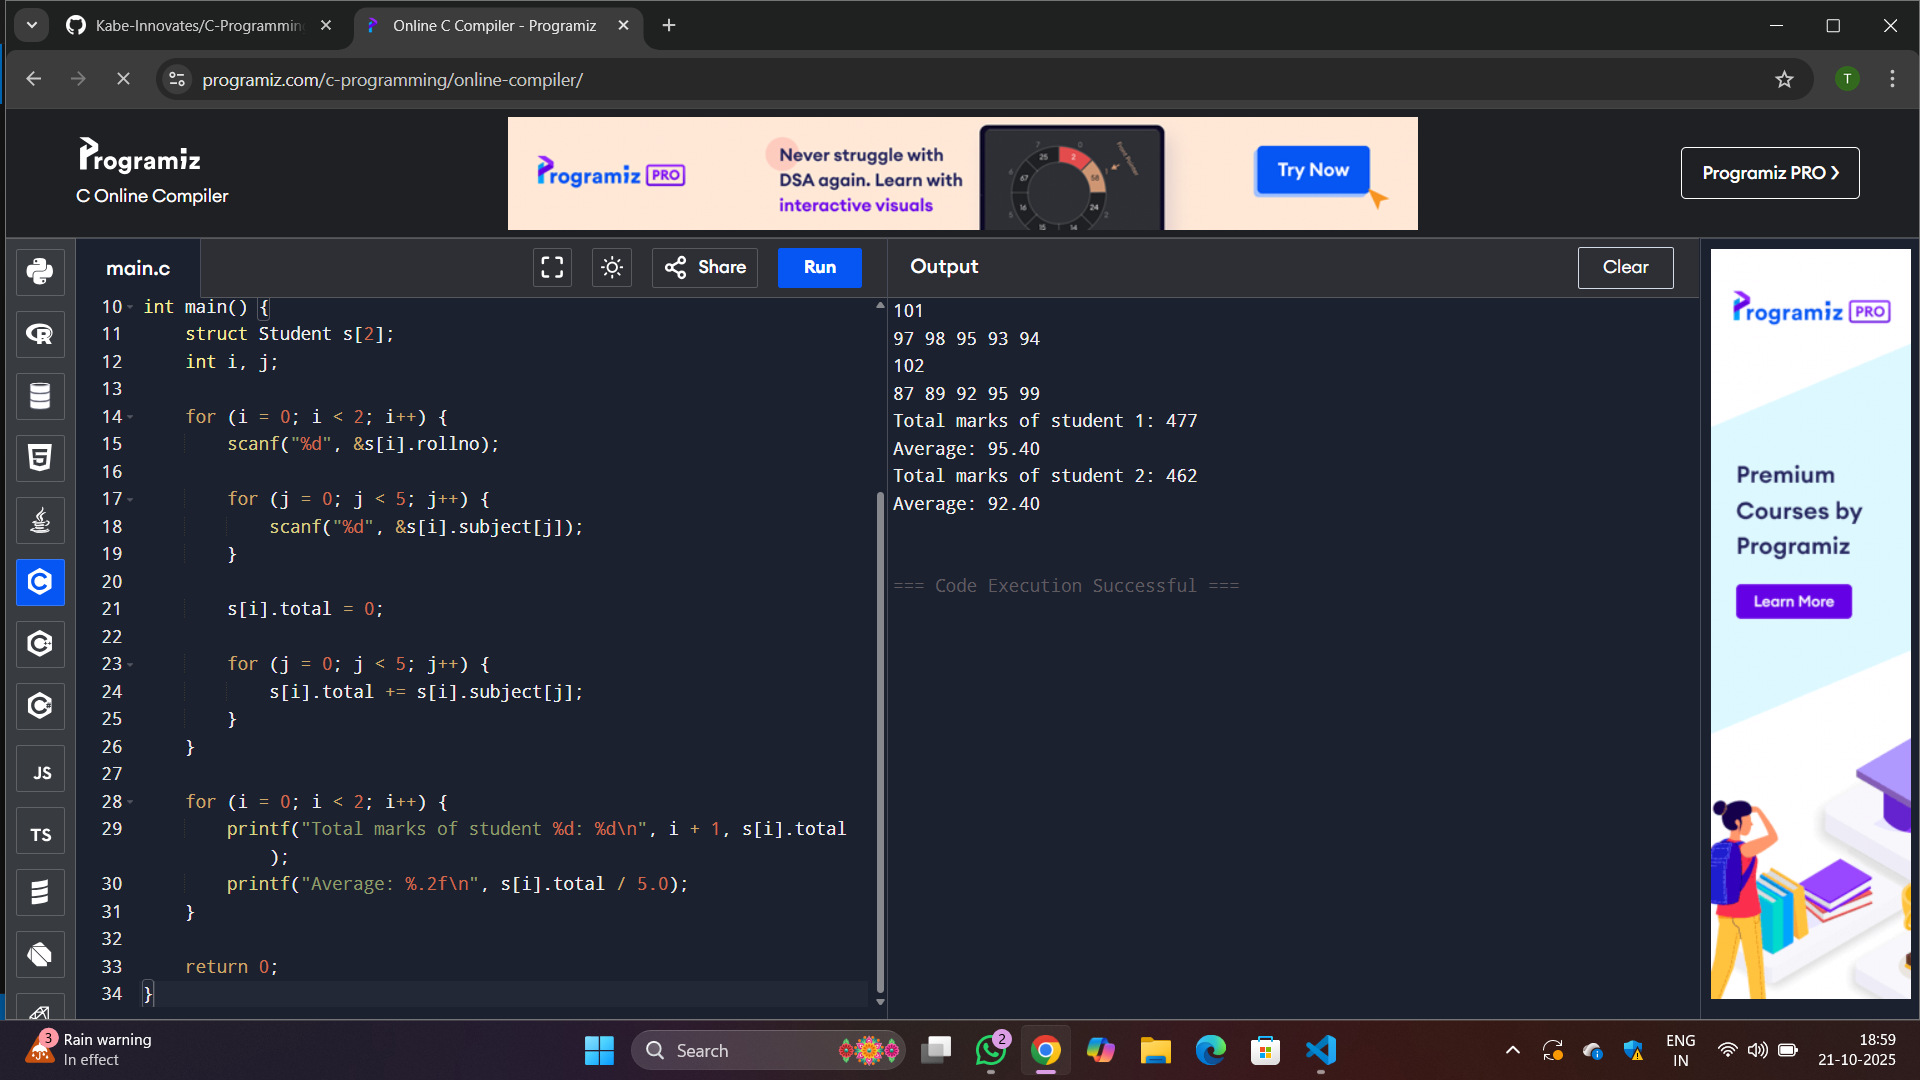 Kabe-Innovates/C-Programmin
Online C Compiler - Programiz
programiz.com/c-programming/online-compiler/
T
Programiz
C Online Compiler
Programiz PRO
Never struggle with
DSA again. Learn with
interactive visuals
Try Now
Programiz PRO
main.c
Share
Run
Output
Clear
10 int main() {
11 struct Student s[2];
12 int i, j;
13
14 for (i = 0; i < 2; i++) {
15 scanf("%d", &s[i].rollno);
16
17 for (j = 0; j < 5; j++) {
18 scanf("%d", &s[i].subject[j]);
19 }
20
21 s[i].total = 0;
22
23 for (j = 0; j < 5; j++) {
24 s[i].total += s[i].subject[j];
25 }
26 }
27
28 for (i = 0; i < 2; i++) {
29 printf("Total marks of student %d: %d\n", i + 1, s[i].total
);
30 printf("Average: %.2f\n", s[i].total / 5.0);
31 }
32
33 return 0;
34 }
101
97 98 95 93 94
102
87 89 92 95 99
Total marks of student 1: 477
Average: 95.40
Total marks of student 2: 462
Average: 92.40
=== Code Execution Successful ===
Programiz PRO
Premium
Courses by
Programiz
Learn More
JS
TS
3
Rain warning
In effect
Search
2
ENG
IN
18:59
21-10-2025